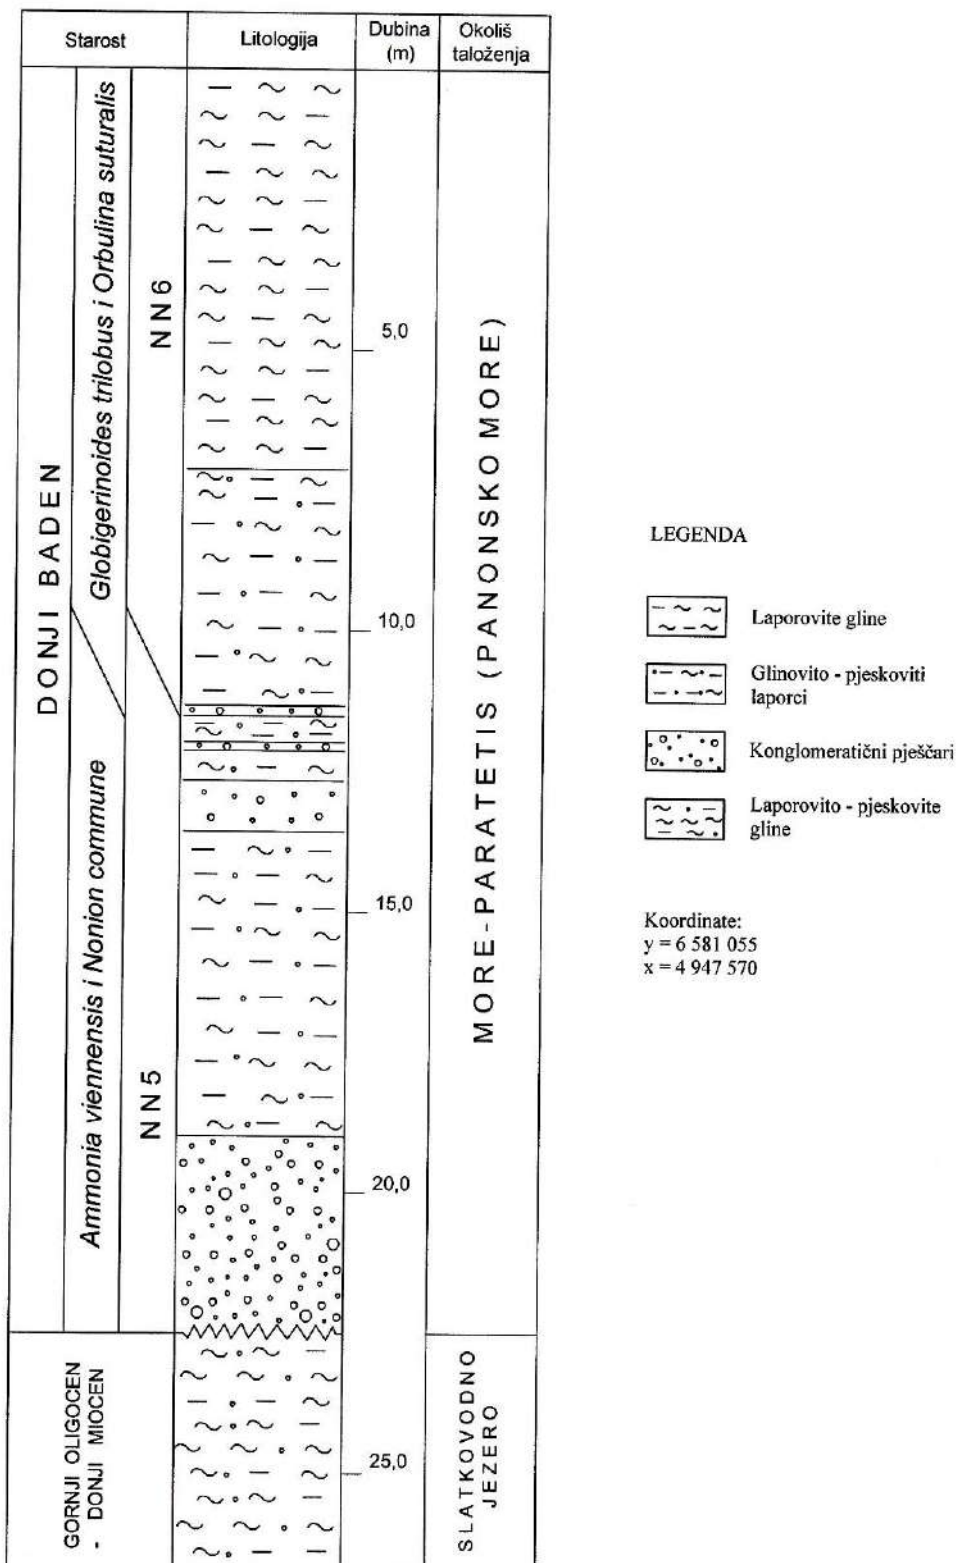 Starost
Litologija
Dubina
(m)
Okoliš
taloženja
DONJI BADEN
Globigerinoides trilobus i Orbulina suturalis
Ammonia viennensis i Nonion commune
NN6
NN5
5,0
10,0
15,0
20,0
25,0
MORE-PARATETIS (PANONSKO MORE)
GORNJI OLIGOCEN
- DONJI MIOCEN
SLATKOVODNO
JEZERO
LEGENDA
Laporovite gline
Glinovito - pjeskoviti
laporci
Konglomeratični pješčari
Laporovito - pjeskovite
gline
Koordinate:
y = 6 581 055
x = 4 947 570